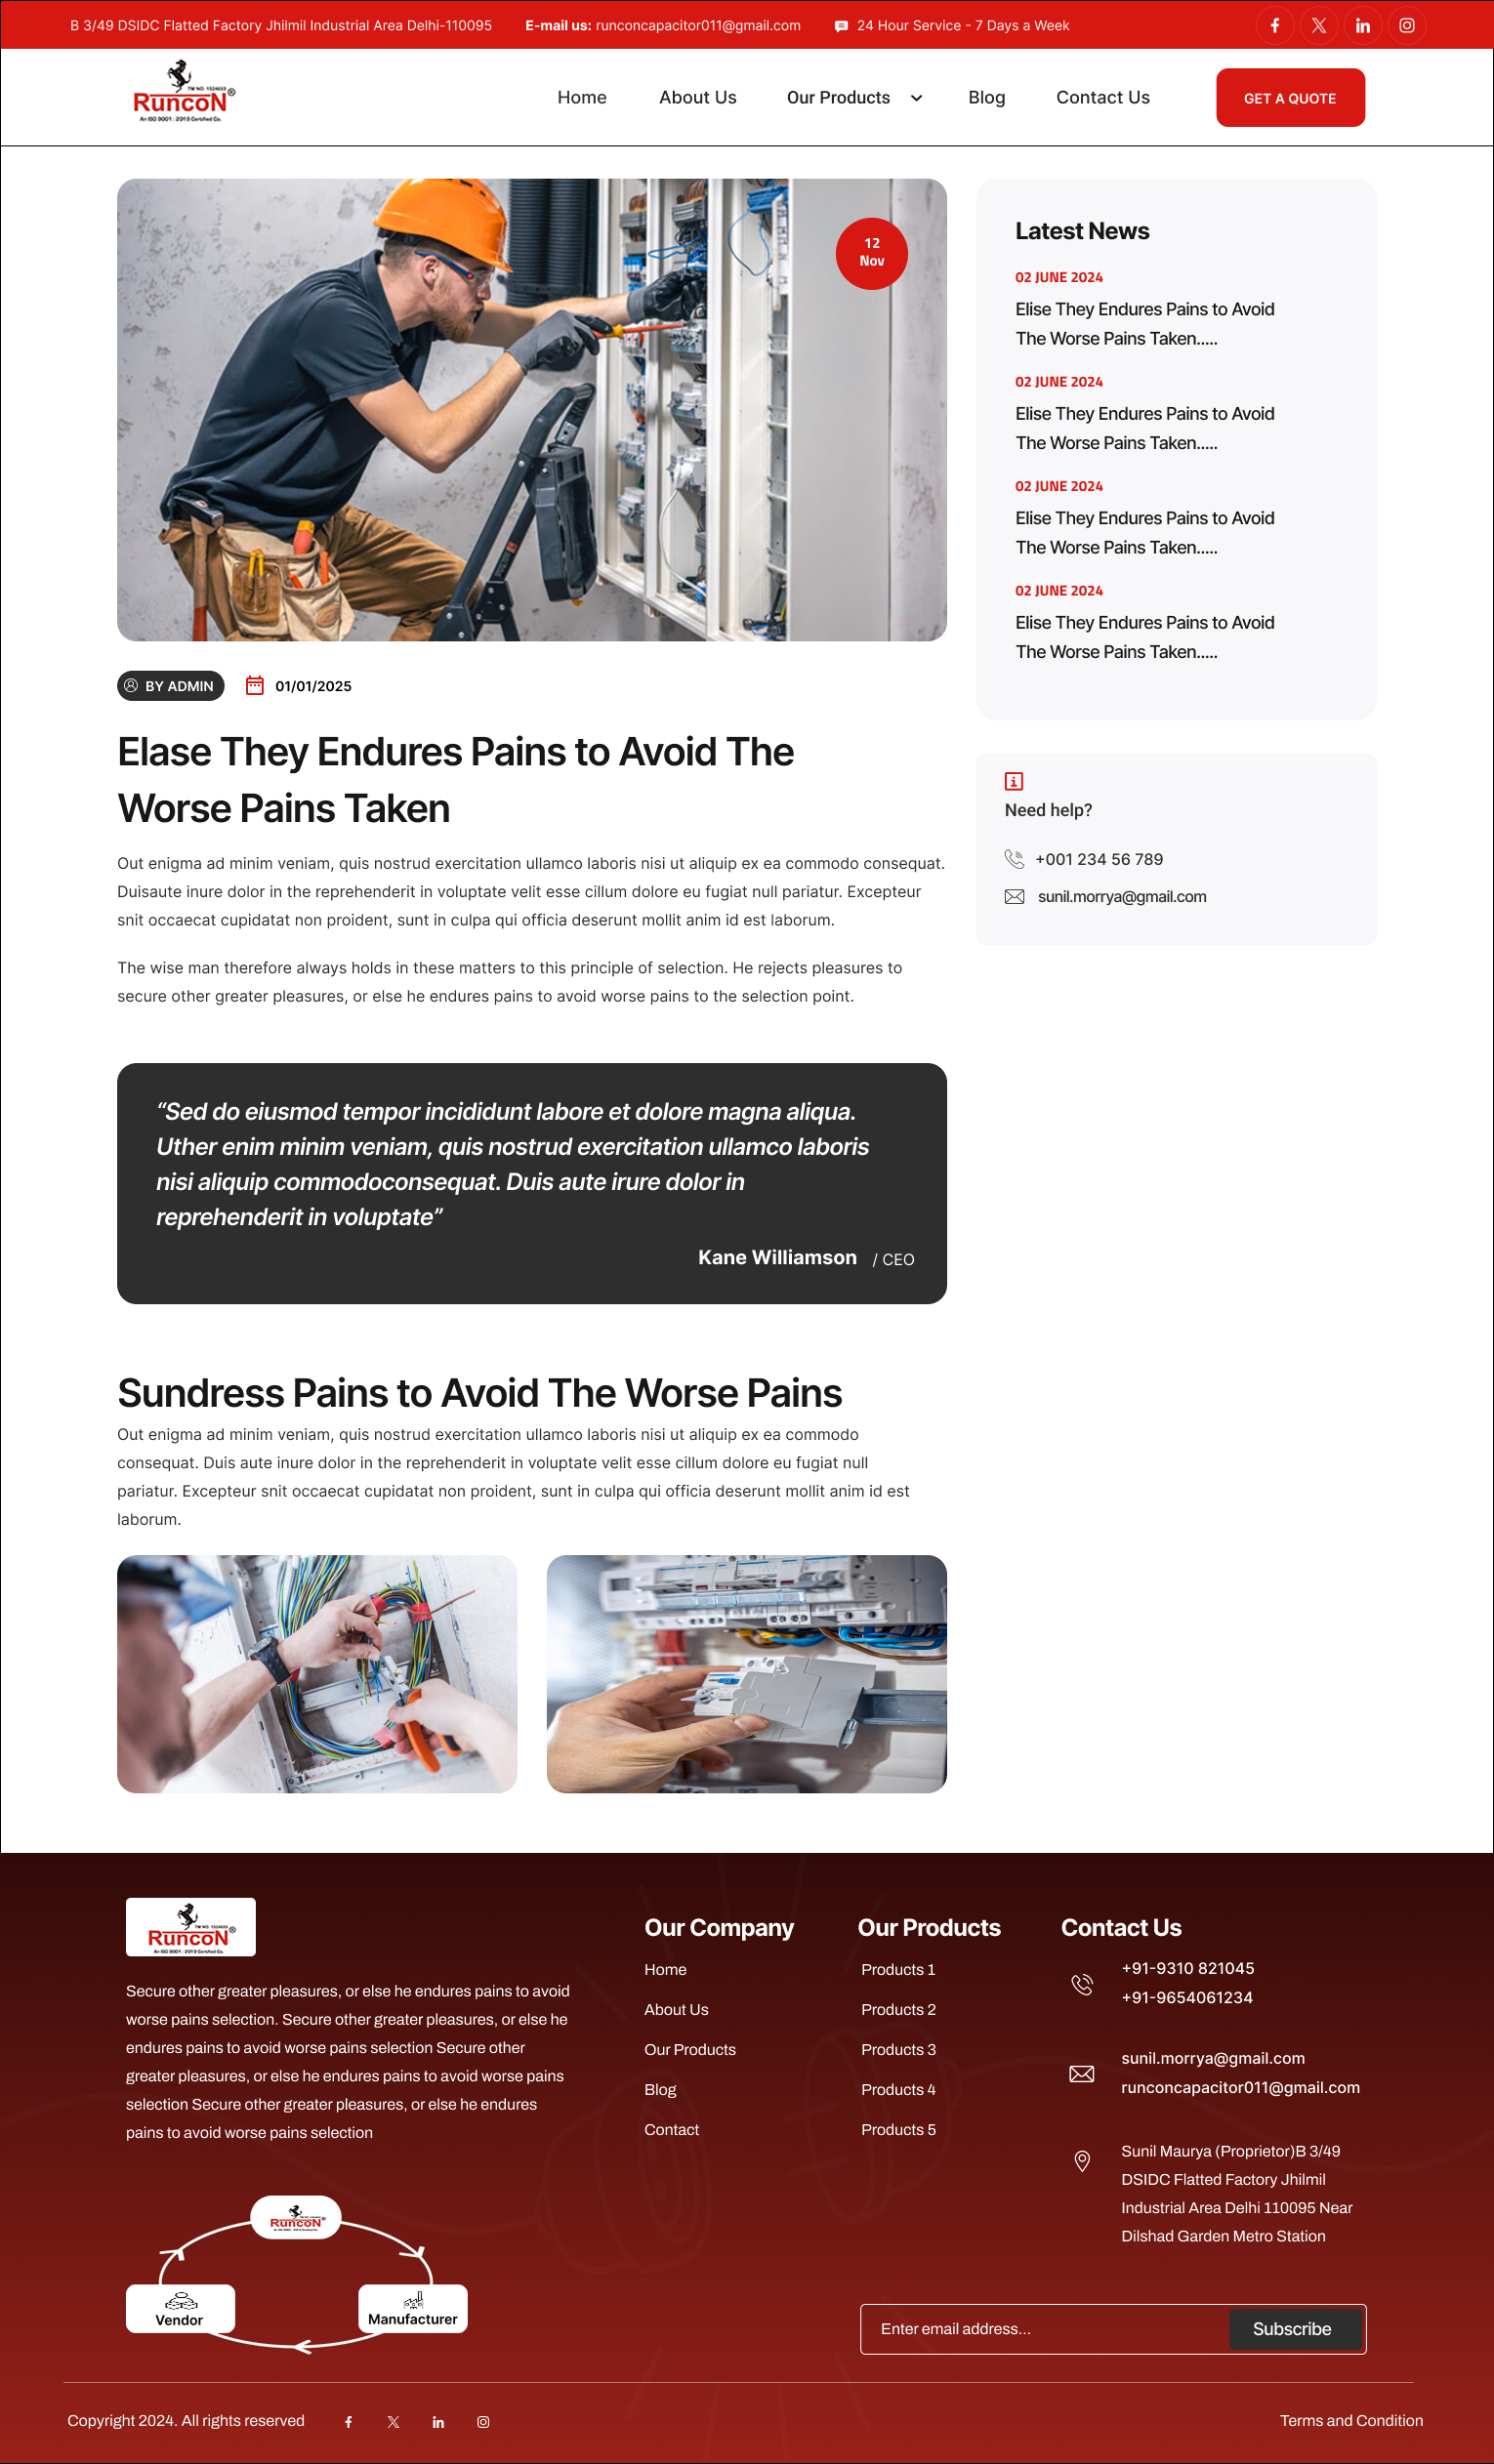 B 3/49 DSIDC Flatted Factory Jhilmil Industrial Area Delhi-110095
E-mail us: runconcapacitor011@gmail.com
24 Hour Service - 7 Days a Week
TM NO. 1524655
RuncoN®
An ISO 9001 : 2015 Certified Co.
Home
About Us
Our Products
Blog
Contact Us
GET A QUOTE
12
Nov
BY ADMIN
01/01/2025
Elase They Endures Pains to Avoid The
Worse Pains Taken
Out enigma ad minim veniam, quis nostrud exercitation ullamco laboris nisi ut aliquip ex ea commodo consequat.
Duisaute inure dolor in the reprehenderit in voluptate velit esse cillum dolore eu fugiat null pariatur. Excepteur
snit occaecat cupidatat non proident, sunt in culpa qui officia deserunt mollit anim id est laborum.
The wise man therefore always holds in these matters to this principle of selection. He rejects pleasures to
secure other greater pleasures, or else he endures pains to avoid worse pains to the selection point.
“Sed do eiusmod tempor incididunt labore et dolore magna aliqua.
Uther enim minim veniam, quis nostrud exercitation ullamco laboris
nisi aliquip commodoconsequat. Duis aute irure dolor in
reprehenderit in voluptate”
Kane Williamson / CEO
Sundress Pains to Avoid The Worse Pains
Out enigma ad minim veniam, quis nostrud exercitation ullamco laboris nisi ut aliquip ex ea commodo
consequat. Duis aute inure dolor in the reprehenderit in voluptate velit esse cillum dolore eu fugiat null
pariatur. Excepteur snit occaecat cupidatat non proident, sunt in culpa qui officia deserunt mollit anim id est
laborum.
Latest News
02 JUNE 2024
Elise They Endures Pains to Avoid
The Worse Pains Taken.....
02 JUNE 2024
Elise They Endures Pains to Avoid
The Worse Pains Taken.....
02 JUNE 2024
Elise They Endures Pains to Avoid
The Worse Pains Taken.....
02 JUNE 2024
Elise They Endures Pains to Avoid
The Worse Pains Taken.....
Need help?
+001 234 56 789
sunil.morrya@gmail.com
RuncoN®
Secure other greater pleasures, or else he endures pains to avoid
worse pains selection. Secure other greater pleasures, or else he
endures pains to avoid worse pains selection Secure other
greater pleasures, or else he endures pains to avoid worse pains
selection Secure other greater pleasures, or else he endures
pains to avoid worse pains selection
RuncoN
Vendor
Manufacturer
Our Company
Home
About Us
Our Products
Blog
Contact
Our Products
Products 1
Products 2
Products 3
Products 4
Products 5
Contact Us
+91-9310 821045
+91-9654061234
sunil.morrya@gmail.com
runconcapacitor011@gmail.com
Sunil Maurya (Proprietor)B 3/49
DSIDC Flatted Factory Jhilmil
Industrial Area Delhi 110095 Near
Dilshad Garden Metro Station
Enter email address...
Subscribe
Copyright 2024. All rights reserved
Terms and Condition